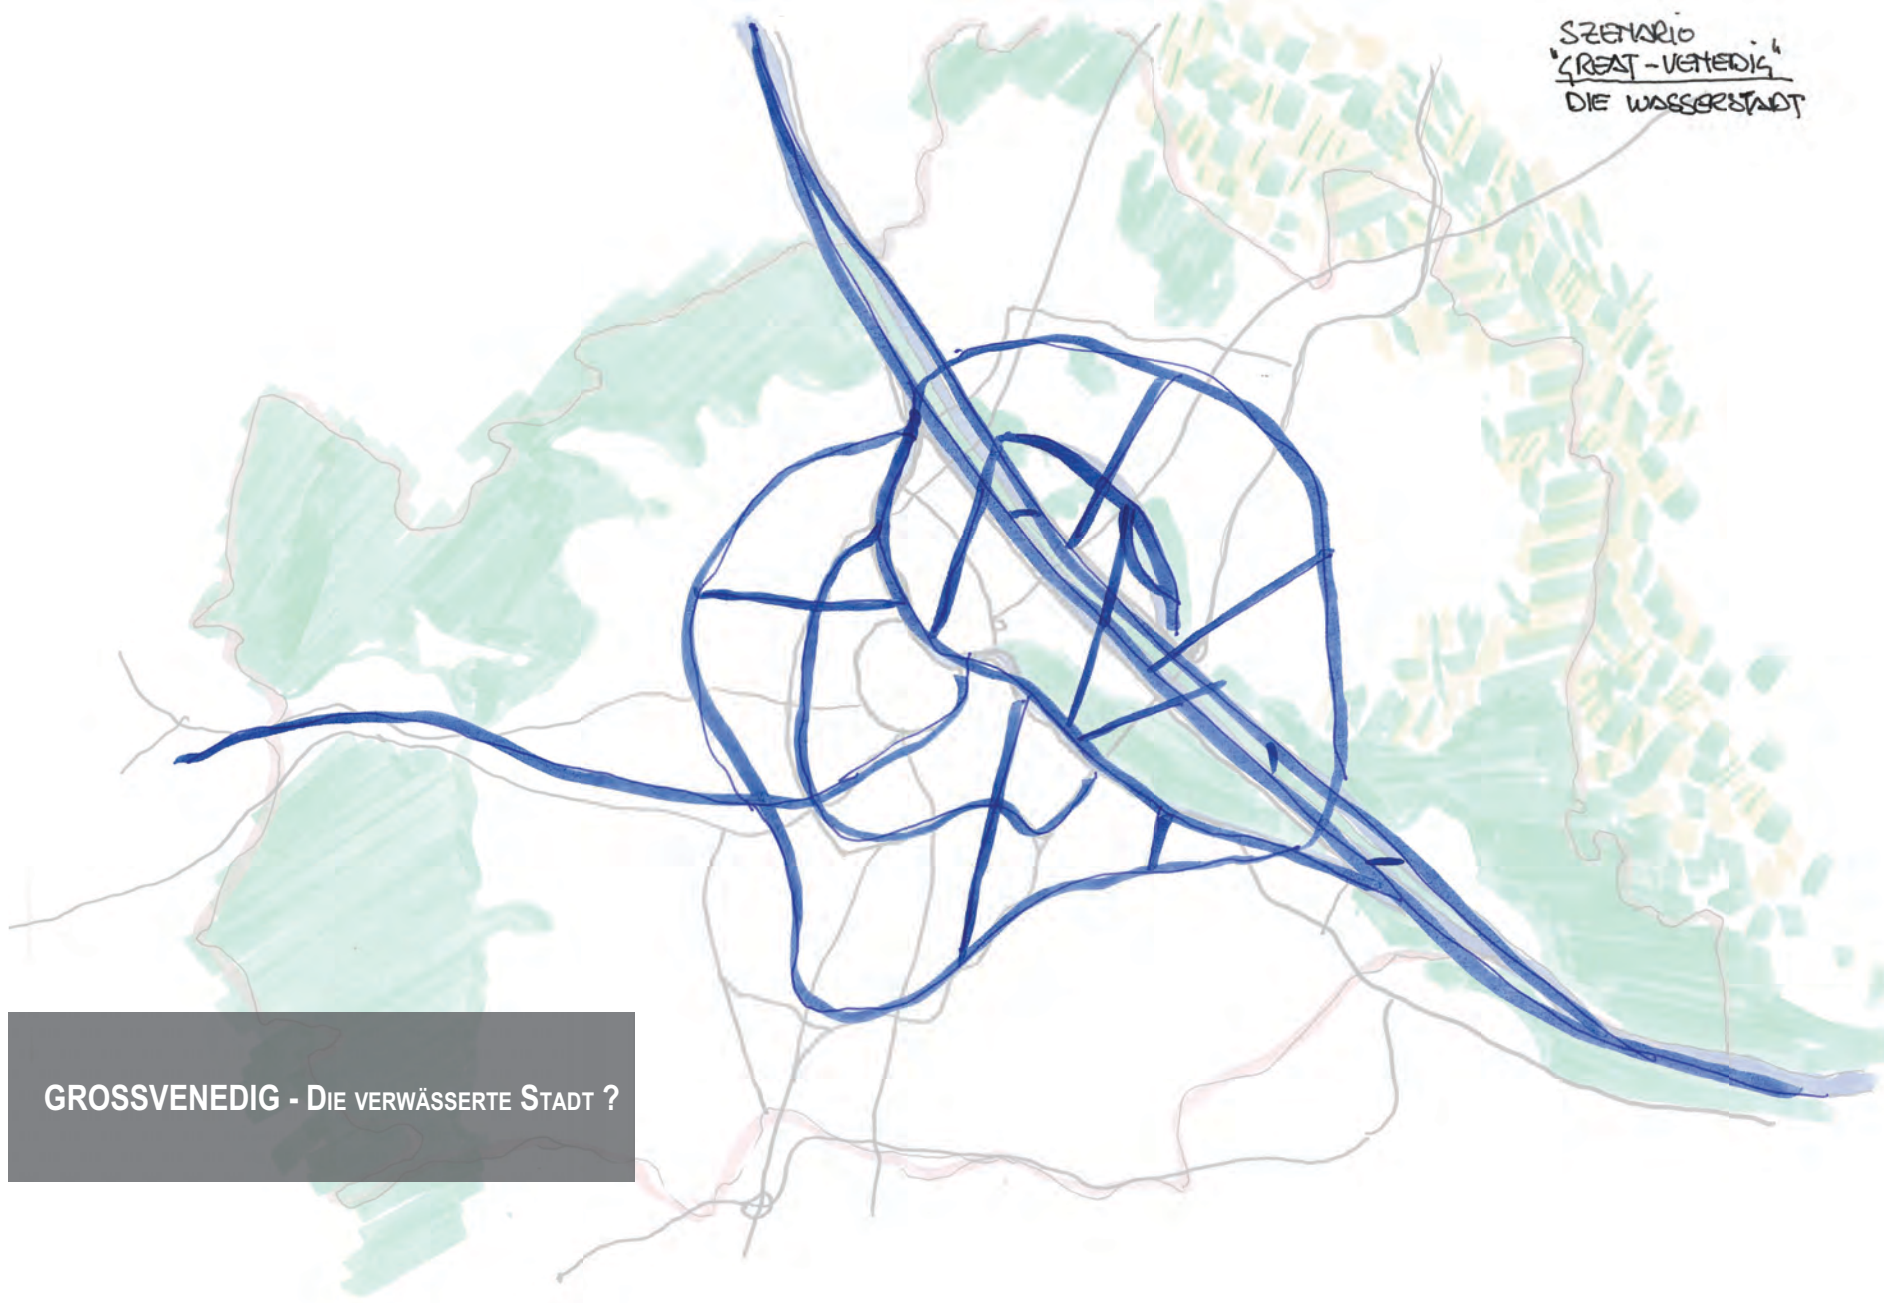 SZENARIO
"GREAT-VENEDIG"
DIE WASSERSTADT
GROSSVENEDIG - DIE VERWÄSSERTE STADT ?